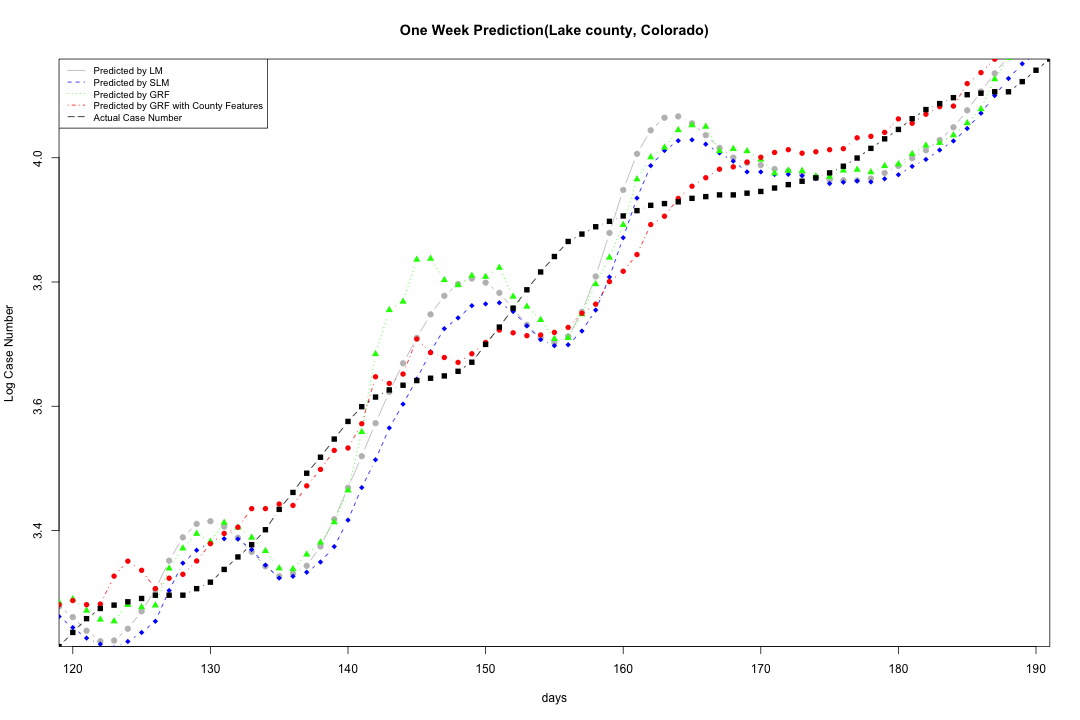 One Week Prediction(Lake county, Colorado)
Predicted by LM
Predicted by SLM
Predicted by GRF
Predicted by GRF with County Features
Actual Case Number
Log Case Number
4.0
3.8
3.6
3.4
120 130 140 150 160 170 180 190
days